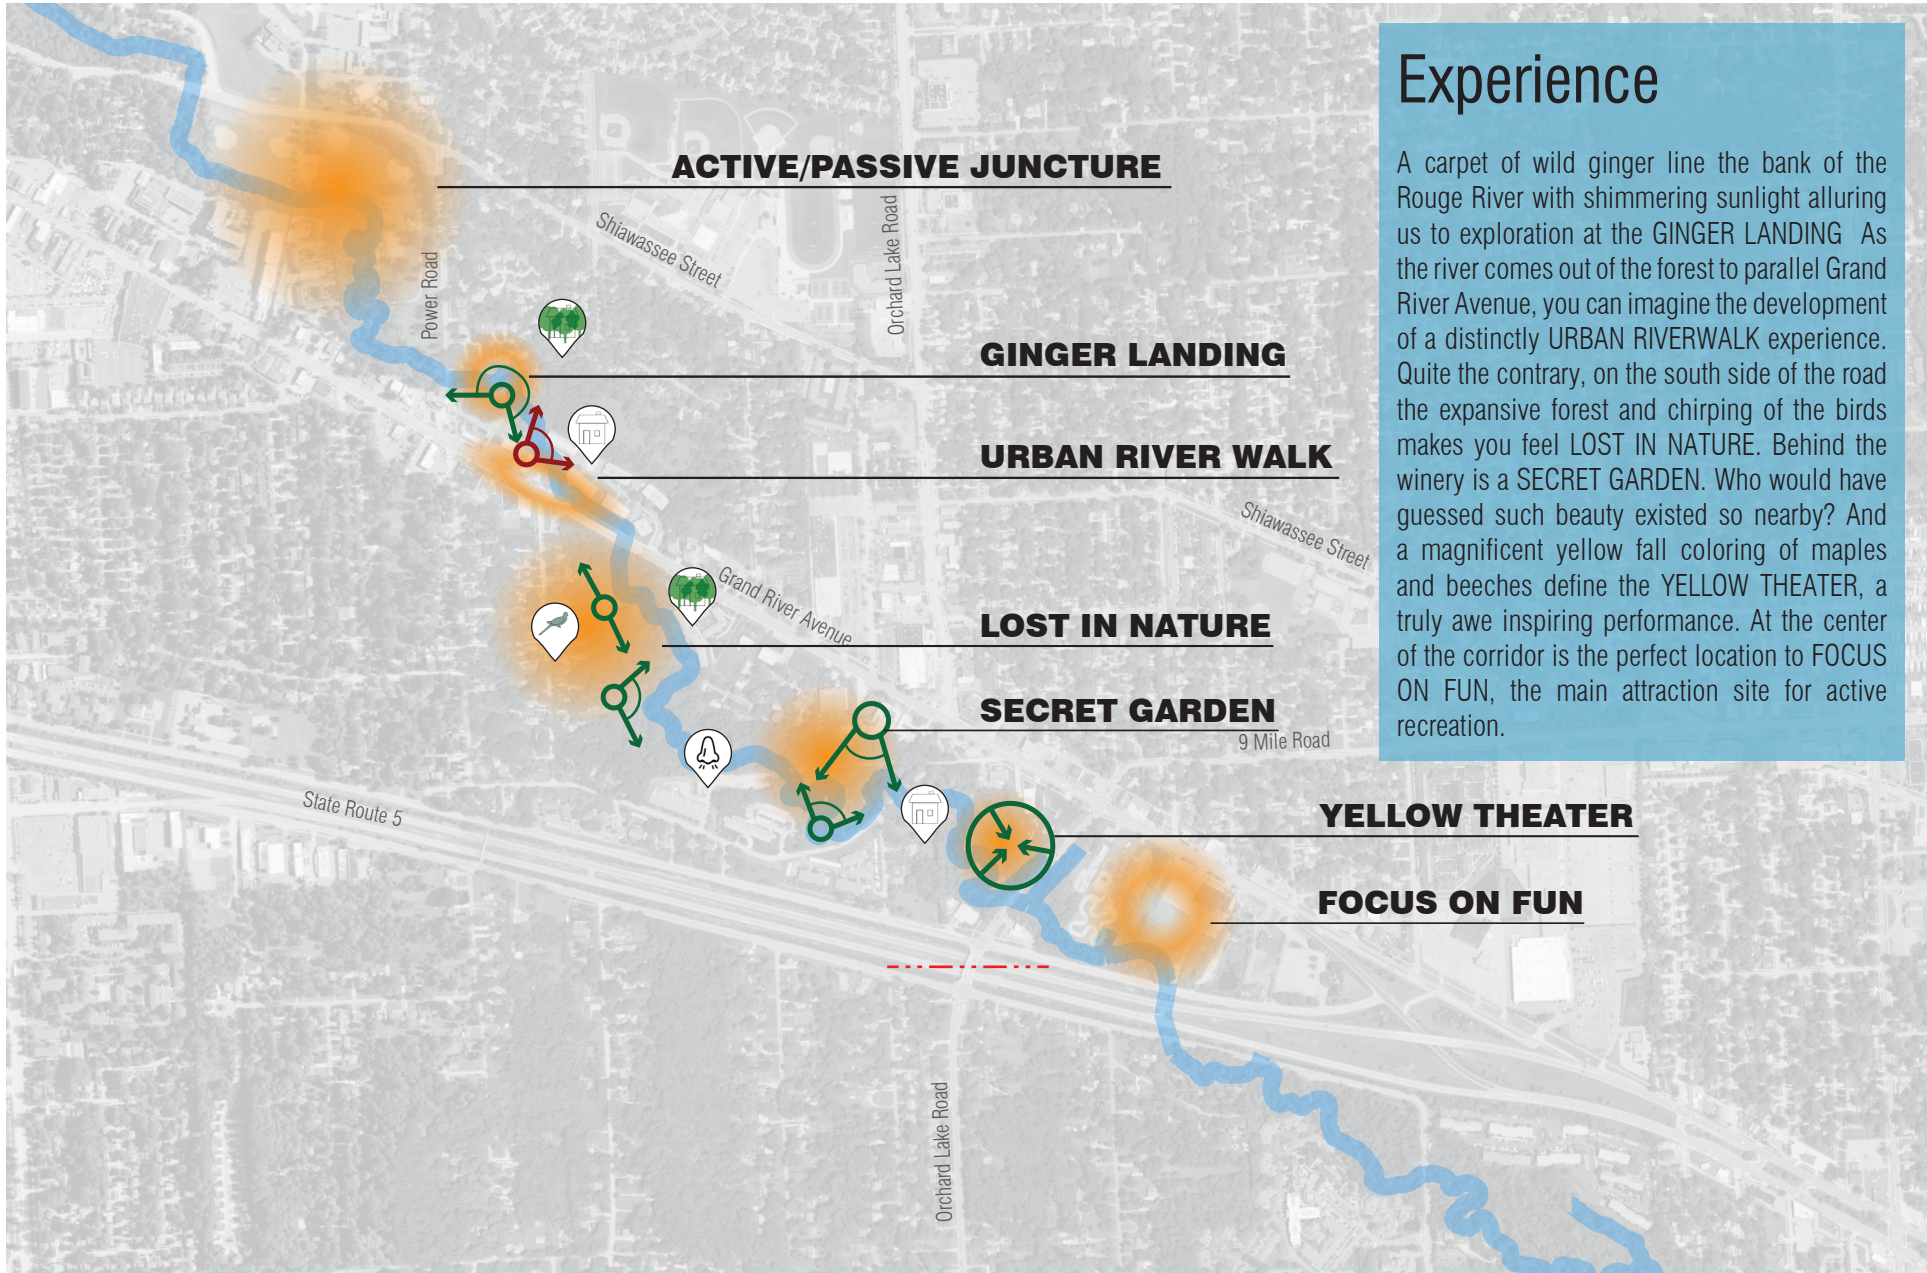 Experience
A carpet of wild ginger line the bank of the
Rouge River with shimmering sunlight alluring
us to exploration at the GINGER LANDING As
the river comes out of the forest to parallel Grand
River Avenue, you can imagine the development
of a distinctly URBAN RIVERWALK experience.
Quite the contrary, on the south side of the road
the expansive forest and chirping of the birds
makes you feel LOST IN NATURE. Behind the
winery is a SECRET GARDEN. Who would have
guessed such beauty existed so nearby? And
a magnificent yellow fall coloring of maples
and beeches define the YELLOW THEATER, a
truly awe inspiring performance. At the center
of the corridor is the perfect location to FOCUS
ON FUN, the main attraction site for active
recreation.
ACTIVE/PASSIVE JUNCTURE
Shiawassee Street
Orchard Lake Road
Power Road
GINGER LANDING
URBAN RIVER WALK
Shiawassee Street
Grand River Avenue
LOST IN NATURE
SECRET GARDEN
9 Mile Road
State Route 5
YELLOW THEATER
FOCUS ON FUN
Orchard Lake Road